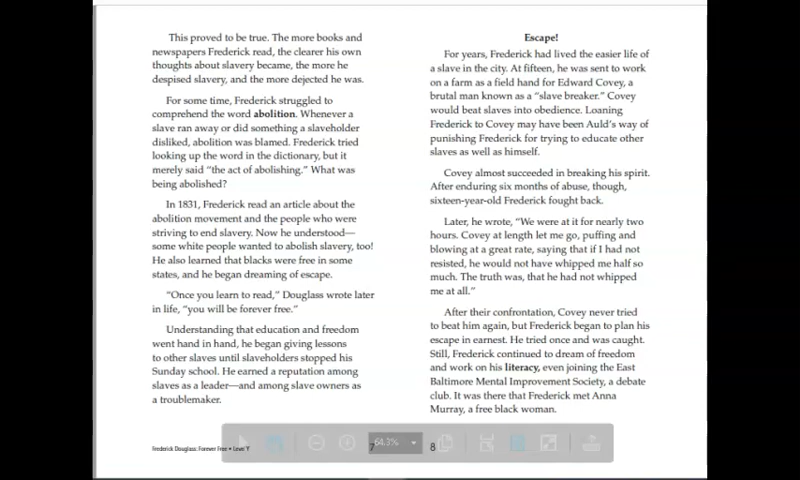 This proved to be true. The more books and
newspapers Frederick read, the clearer his own
thoughts about slavery became, the more he
despised slavery, and the more dejected he was.
For some time, Frederick struggled to
comprehend the word abolition. Whenever a
slave ran away or did something a slaveholder
disliked, abolition was blamed. Frederick tried
looking up the word in the dictionary, but it
merely said “the act of abolishing.” What was
being abolished?
In 1831, Frederick read an article about the
abolition movement and the people who were
striving to end slavery. Now he understood—
some white people wanted to abolish slavery, too!
He also learned that blacks were free in some
states, and he began dreaming of escape.
“Once you learn to read,” Douglass wrote later
in life, “you will be forever free.”
Understanding that education and freedom
went hand in hand, he began giving lessons
to other slaves until slaveholders stopped his
Sunday school. He earned a reputation among
slaves as a leader—and among slave owners as
a troublemaker.
Frederick Douglass: Forever Free • Level Y
7
Escape!
For years, Frederick had lived the easier life of
a slave in the city. At fifteen, he was sent to work
on a farm as a field hand for Edward Covey, a
brutal man known as a “slave breaker.” Covey
would beat slaves into obedience. Loaning
Frederick to Covey may have been Auld’s way of
punishing Frederick for trying to educate other
slaves as well as himself.
Covey almost succeeded in breaking his spirit.
After enduring six months of abuse, though,
sixteen-year-old Frederick fought back.
Later, he wrote, “We were at it for nearly two
hours. Covey at length let me go, puffing and
blowing at a great rate, saying that if I had not
resisted, he would not have whipped me half so
much. The truth was, that he had not whipped
me at all.”
After their confrontation, Covey never tried
to beat him again, but Frederick began to plan his
escape in earnest. He tried once and was caught.
Still, Frederick continued to dream of freedom
and work on his literacy, even joining the East
Baltimore Mental Improvement Society, a debate
club. It was there that Frederick met Anna
Murray, a free black woman.
8
64.3%